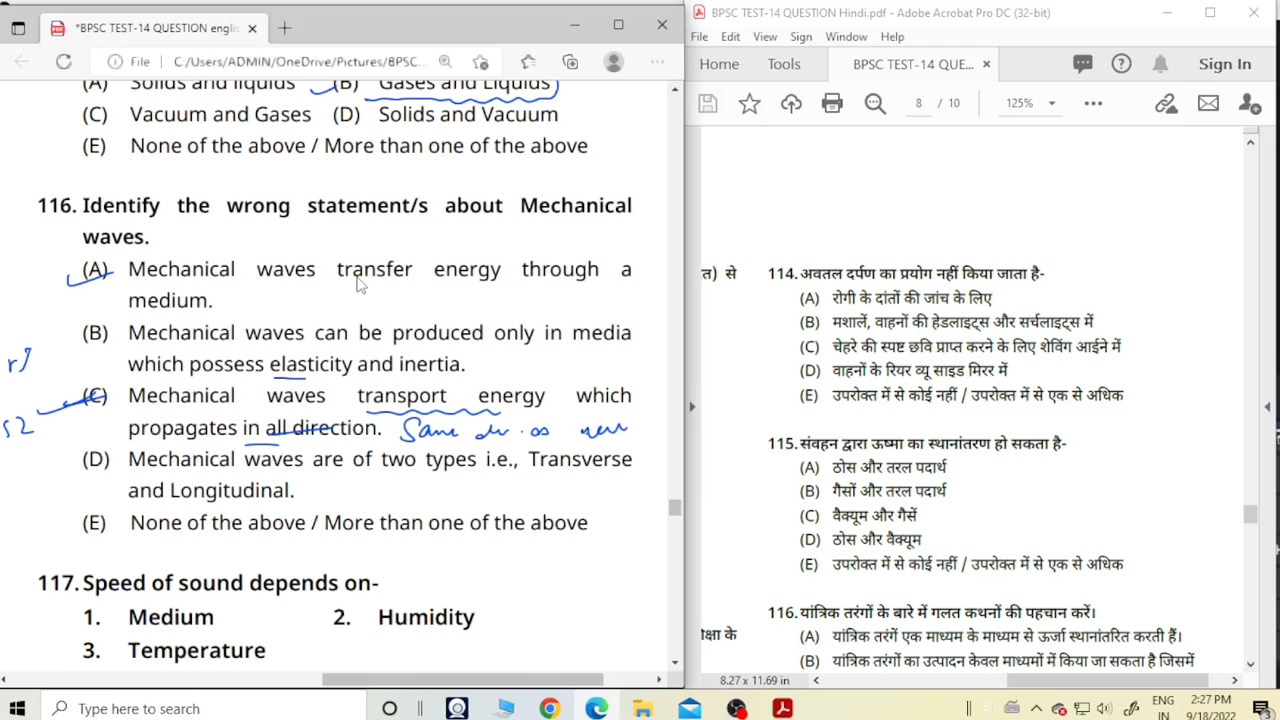 *BPSC TEST-14 QUESTION engli
File
C:/Users/ADMIN/OneDrive/Pictures/BPSC...
(A) Solids and liquids (B) Gases and Liquids
(C) Vacuum and Gases (D) Solids and Vacuum
(E) None of the above / More than one of the above
116. Identify the wrong statement/s about Mechanical
waves.
(A) Mechanical waves transfer energy through a
medium.
(B) Mechanical waves can be produced only in media
which possess elasticity and inertia.
(C) Mechanical waves transport energy which
propagates in all direction. Same dir. as
(D) Mechanical waves are of two types i.e., Transverse
and Longitudinal.
(E) None of the above / More than one of the above
117. Speed of sound depends on-
1. Medium 2. Humidity
3. Temperature
BPSC TEST-14 QUESTION Hindi.pdf - Adobe Acrobat Pro DC (32-bit)
File Edit View Sign Window Help
Home Tools BPSC TEST-14 QUE... Sign In
8 / 10 125%
त) से
114. अवतल दर्पण का प्रयोग नहीं किया जाता है-
(A) रोगी के दांतों की जांच के लिए
(B) मशालें, वाहनों की हेडलाइट्स और सर्चलाइट्स में
(C) चेहरे की स्पष्ट छवि प्राप्त करने के लिए शेविंग आईने में
(D) वाहनों के रियर व्यू साइड मिरर में
(E) उपरोक्त में से कोई नहीं / उपरोक्त में से एक से अधिक
115. संवहन द्वारा ऊष्मा का स्थानांतरण हो सकता है-
(A) ठोस और तरल पदार्थ
(B) गैसों और तरल पदार्थ
(C) वैक्यूम और गैसें
(D) ठोस और वैक्यूम
(E) उपरोक्त में से कोई नहीं / उपरोक्त में से एक से अधिक
116. यांत्रिक तरंगों के बारे में गलत कथनों की पहचान करें।
क्षा के
(A) यांत्रिक तरंगें एक माध्यम के माध्यम से ऊर्जा स्थानांतरित करती हैं।
(B) यांत्रिक तरंगों का उत्पादन केवल माध्यमों में किया जा सकता है जिसमें
8.27 x 11.69 in
Type here to search
ENG
IN
2:27 PM
9/18/2022
3